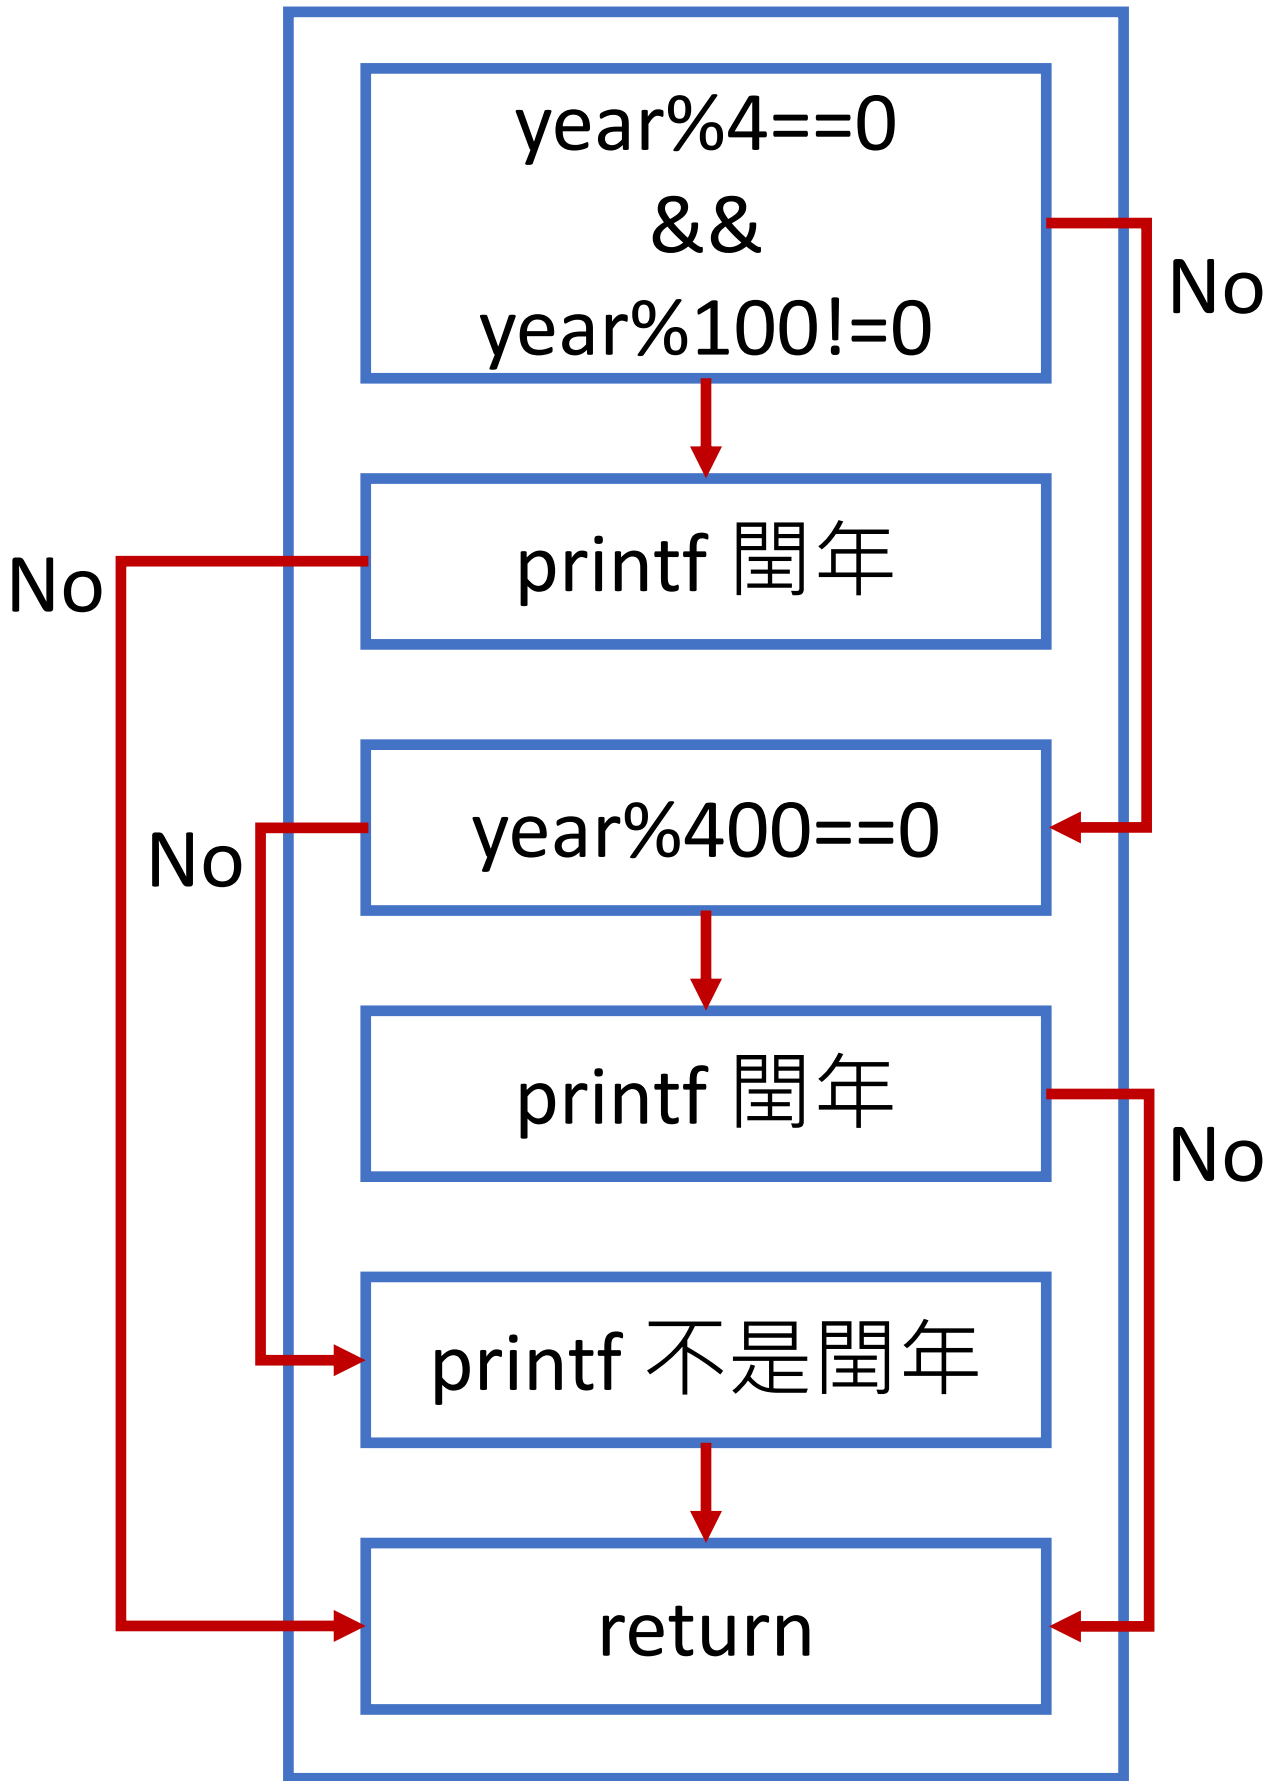 year%4==0
&&
year%100!=0
No
printf 閏年
No
year%400==0
No
printf 閏年
No
printf 不是閏年
return